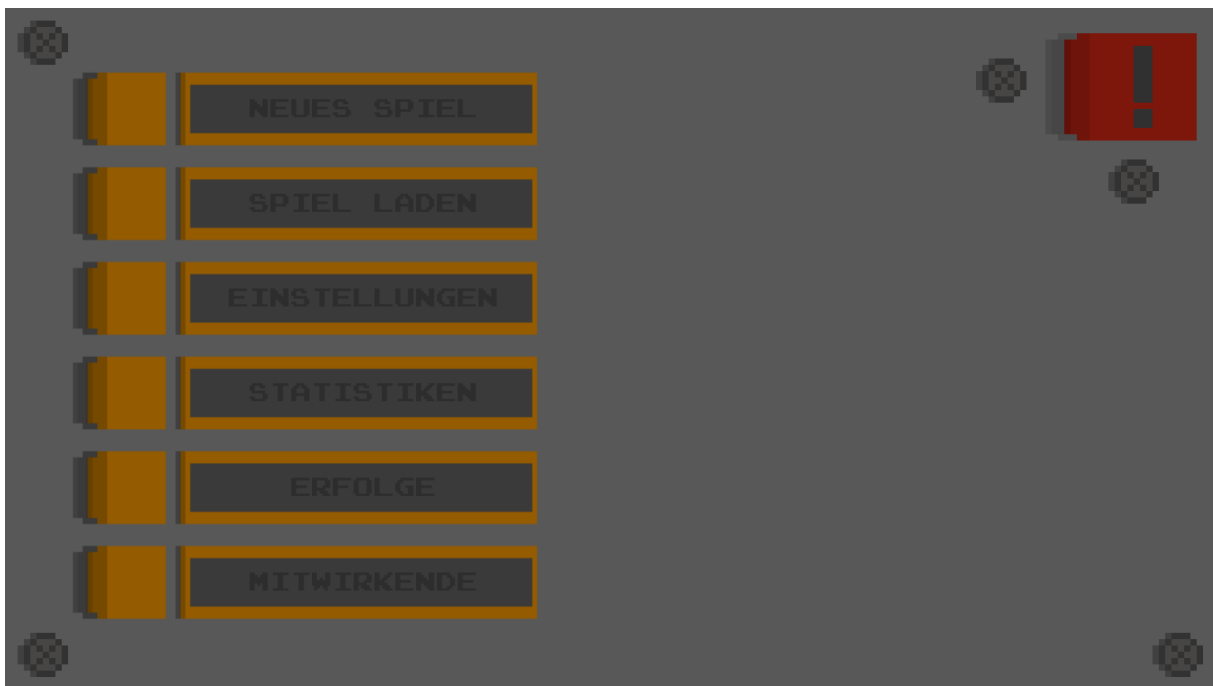 !
NEUES SPIEL
SPIEL LADEN
EINSTELLUNGEN
STATISTIKEN
ERFOLGE
MITWIRKENDE